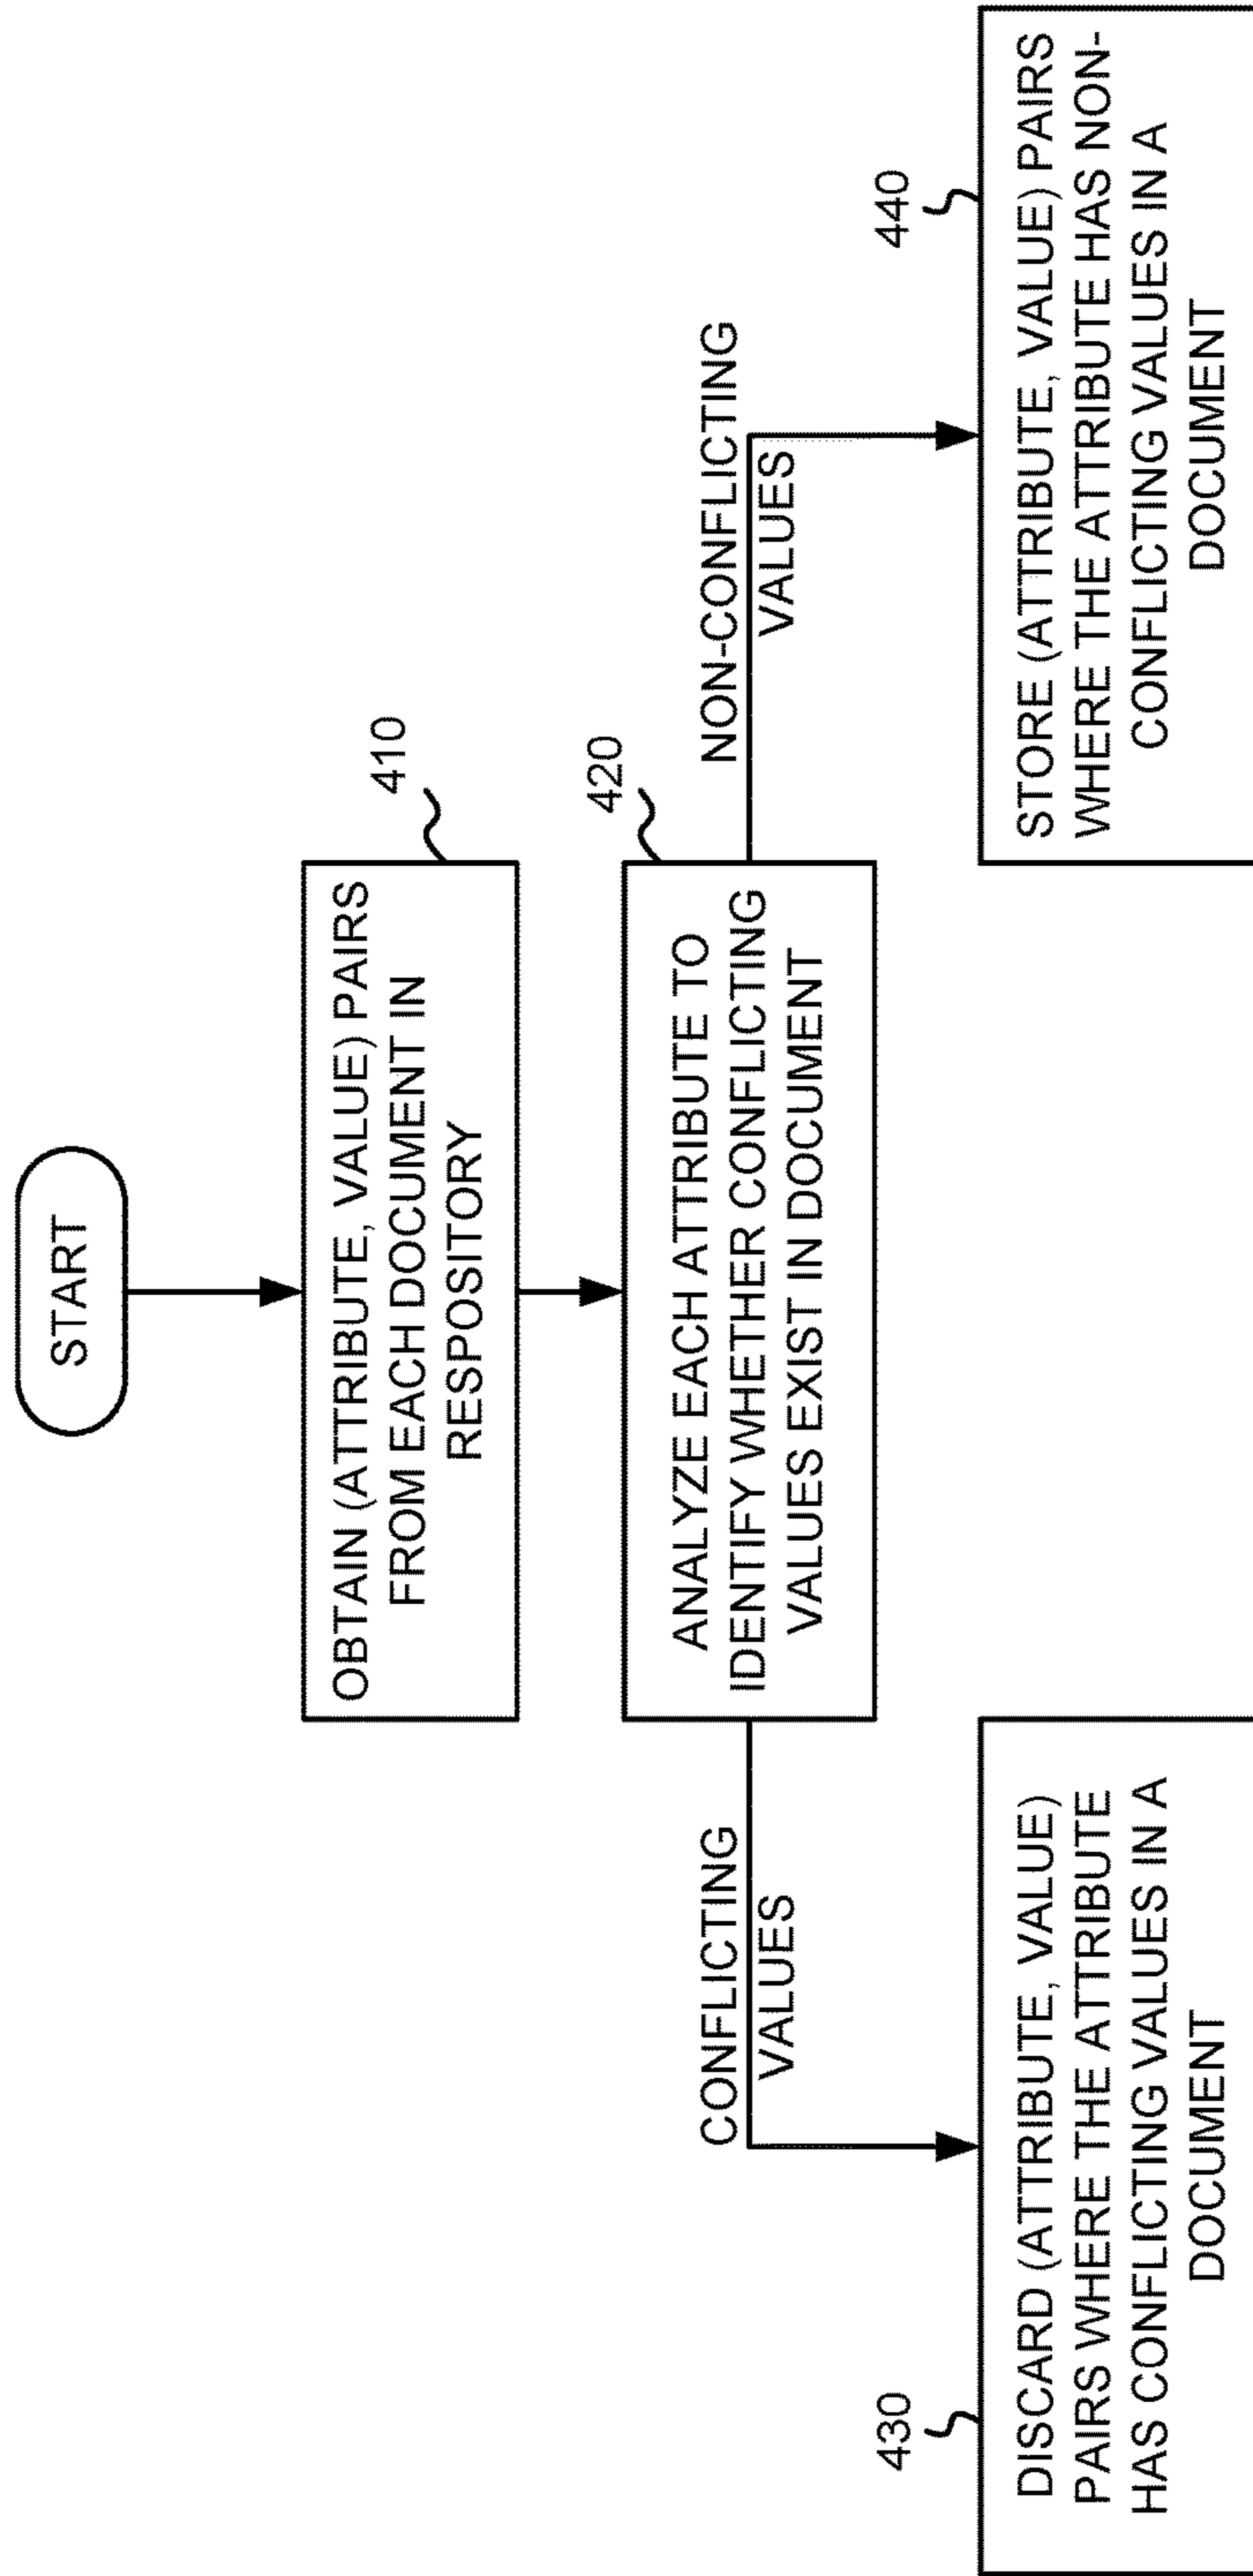 START
410
OBTAIN (ATTRIBUTE, VALUE) PAIRS
FROM EACH DOCUMENT IN
RESPOSITORY
420
ANALYZE EACH ATTRIBUTE TO
IDENTIFY WHETHER CONFLICTING
VALUES EXIST IN DOCUMENT
CONFLICTING
VALUES
NON-CONFLICTING
VALUES
430
DISCARD (ATTRIBUTE, VALUE)
PAIRS WHERE THE ATTRIBUTE
HAS CONFLICTING VALUES IN A
DOCUMENT
440
STORE (ATTRIBUTE, VALUE) PAIRS
WHERE THE ATTRIBUTE HAS NON-
CONFLICTING VALUES IN A
DOCUMENT